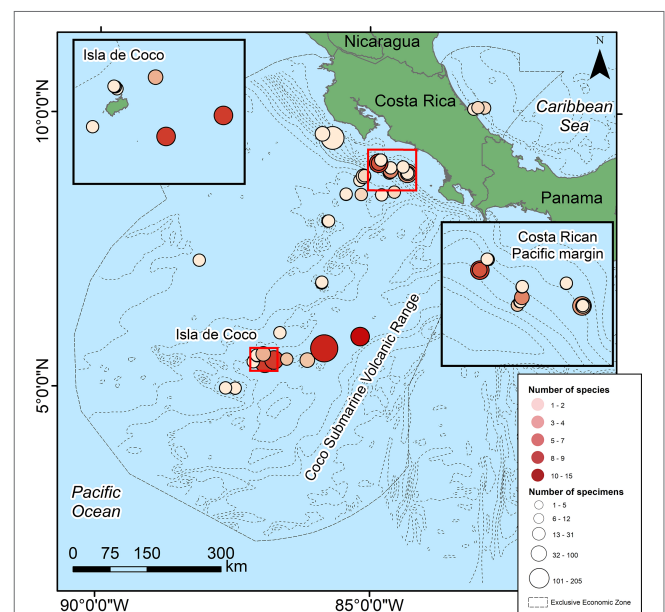 Nicaragua
N
Isla de Coco
Costa Rica
Caribbean
Sea
10°0'0"N
Panama
Costa Rican
Pacific margin
Isla de Coco
Coco Submarine Volcanic Range
5°0'0"N
Number of species
1 - 2
3 - 4
5 - 7
8 - 9
10 - 15
Number of specimens
1 - 5
6 - 12
13 - 31
32 - 100
101 - 205
Exclusive Economic Zone
Pacific
Ocean
0 75 150 300
km
90°0'0"W 85°0'0"W